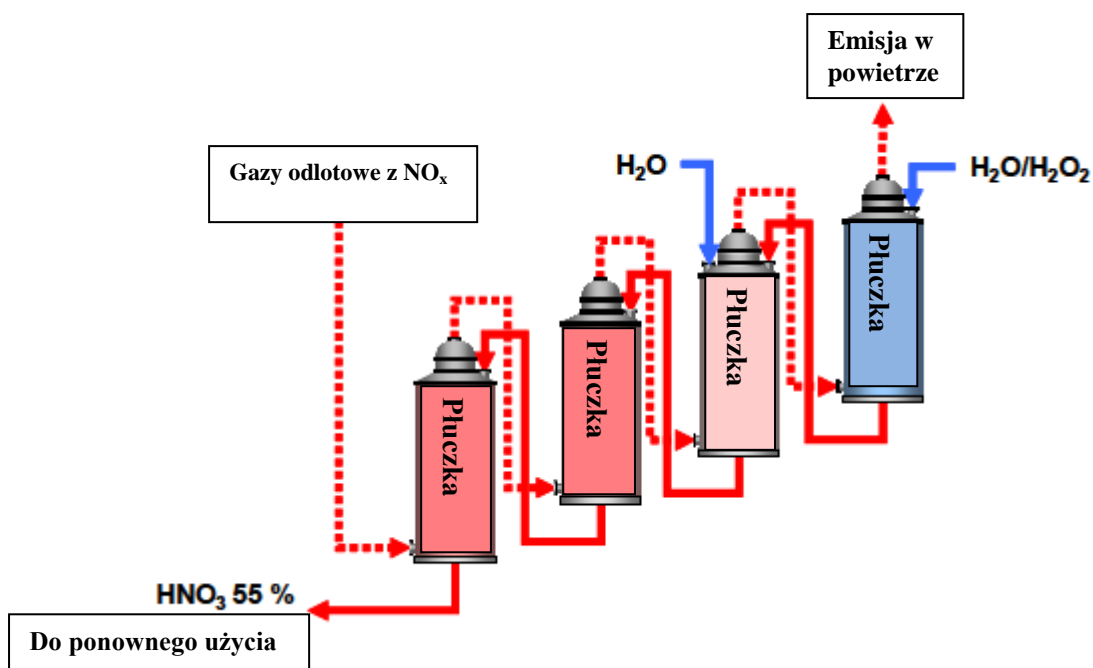 Emisja w
powietrze
Gazy odlotowe z NOₓ
H₂O
H₂O/H₂O₂
Płuczka
Płuczka
Płuczka
Płuczka
HNO₃ 55 %
Do ponownego użycia